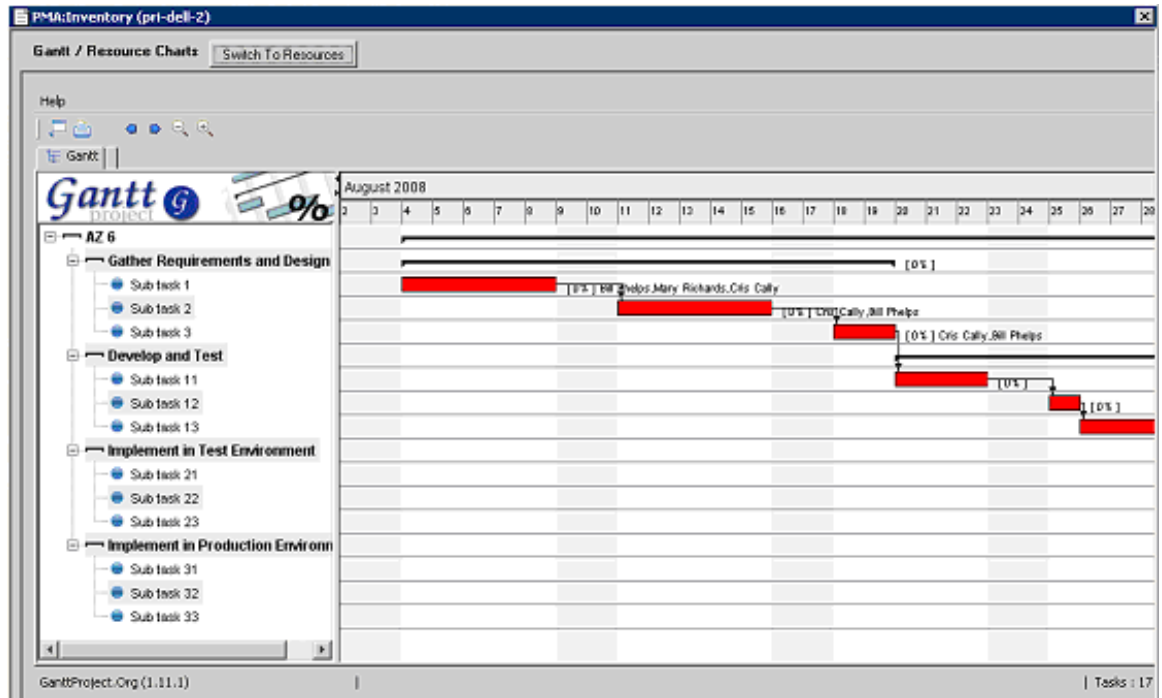 PMA:Inventory (pri-dell-2)
Gantt / Resource Charts Switch To Resources
Help
Gantt
Gantt project G %
August 2008
2 3 4 5 6 7 8 9 10 11 12 13 14 15 16 17 18 19 20 21 22 23 24 25 26 27 28
AZ 6
Gather Requirements and Design [0%]
Sub task 1 [0%] Bill Phelps,Mary Richards,Cris Cally
Sub task 2 [0%] Cris Cally,Bill Phelps
Sub task 3 [0%] Cris Cally,Bill Phelps
Develop and Test
Sub task 11 [0%]
Sub task 12 [0%]
Sub task 13
Implement in Test Environment
Sub task 21
Sub task 22
Sub task 23
Implement in Production Environn
Sub task 31
Sub task 32
Sub task 33
GanttProject.Org (1.11.1) Tasks : 17